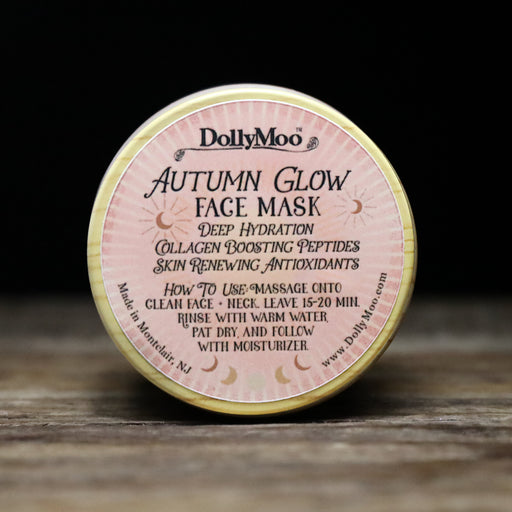 DollyMoo™
Autumn Glow
FACE MASK
Deep Hydration
Collagen Boosting Peptides
Skin Renewing Antioxidants
How To Use: Massage onto
clean face + neck. Leave 15-20 min.
Rinse with warm water,
pat dry, and follow
with moisturizer.
Made in Montclair, NJ
www.DollyMoo.com